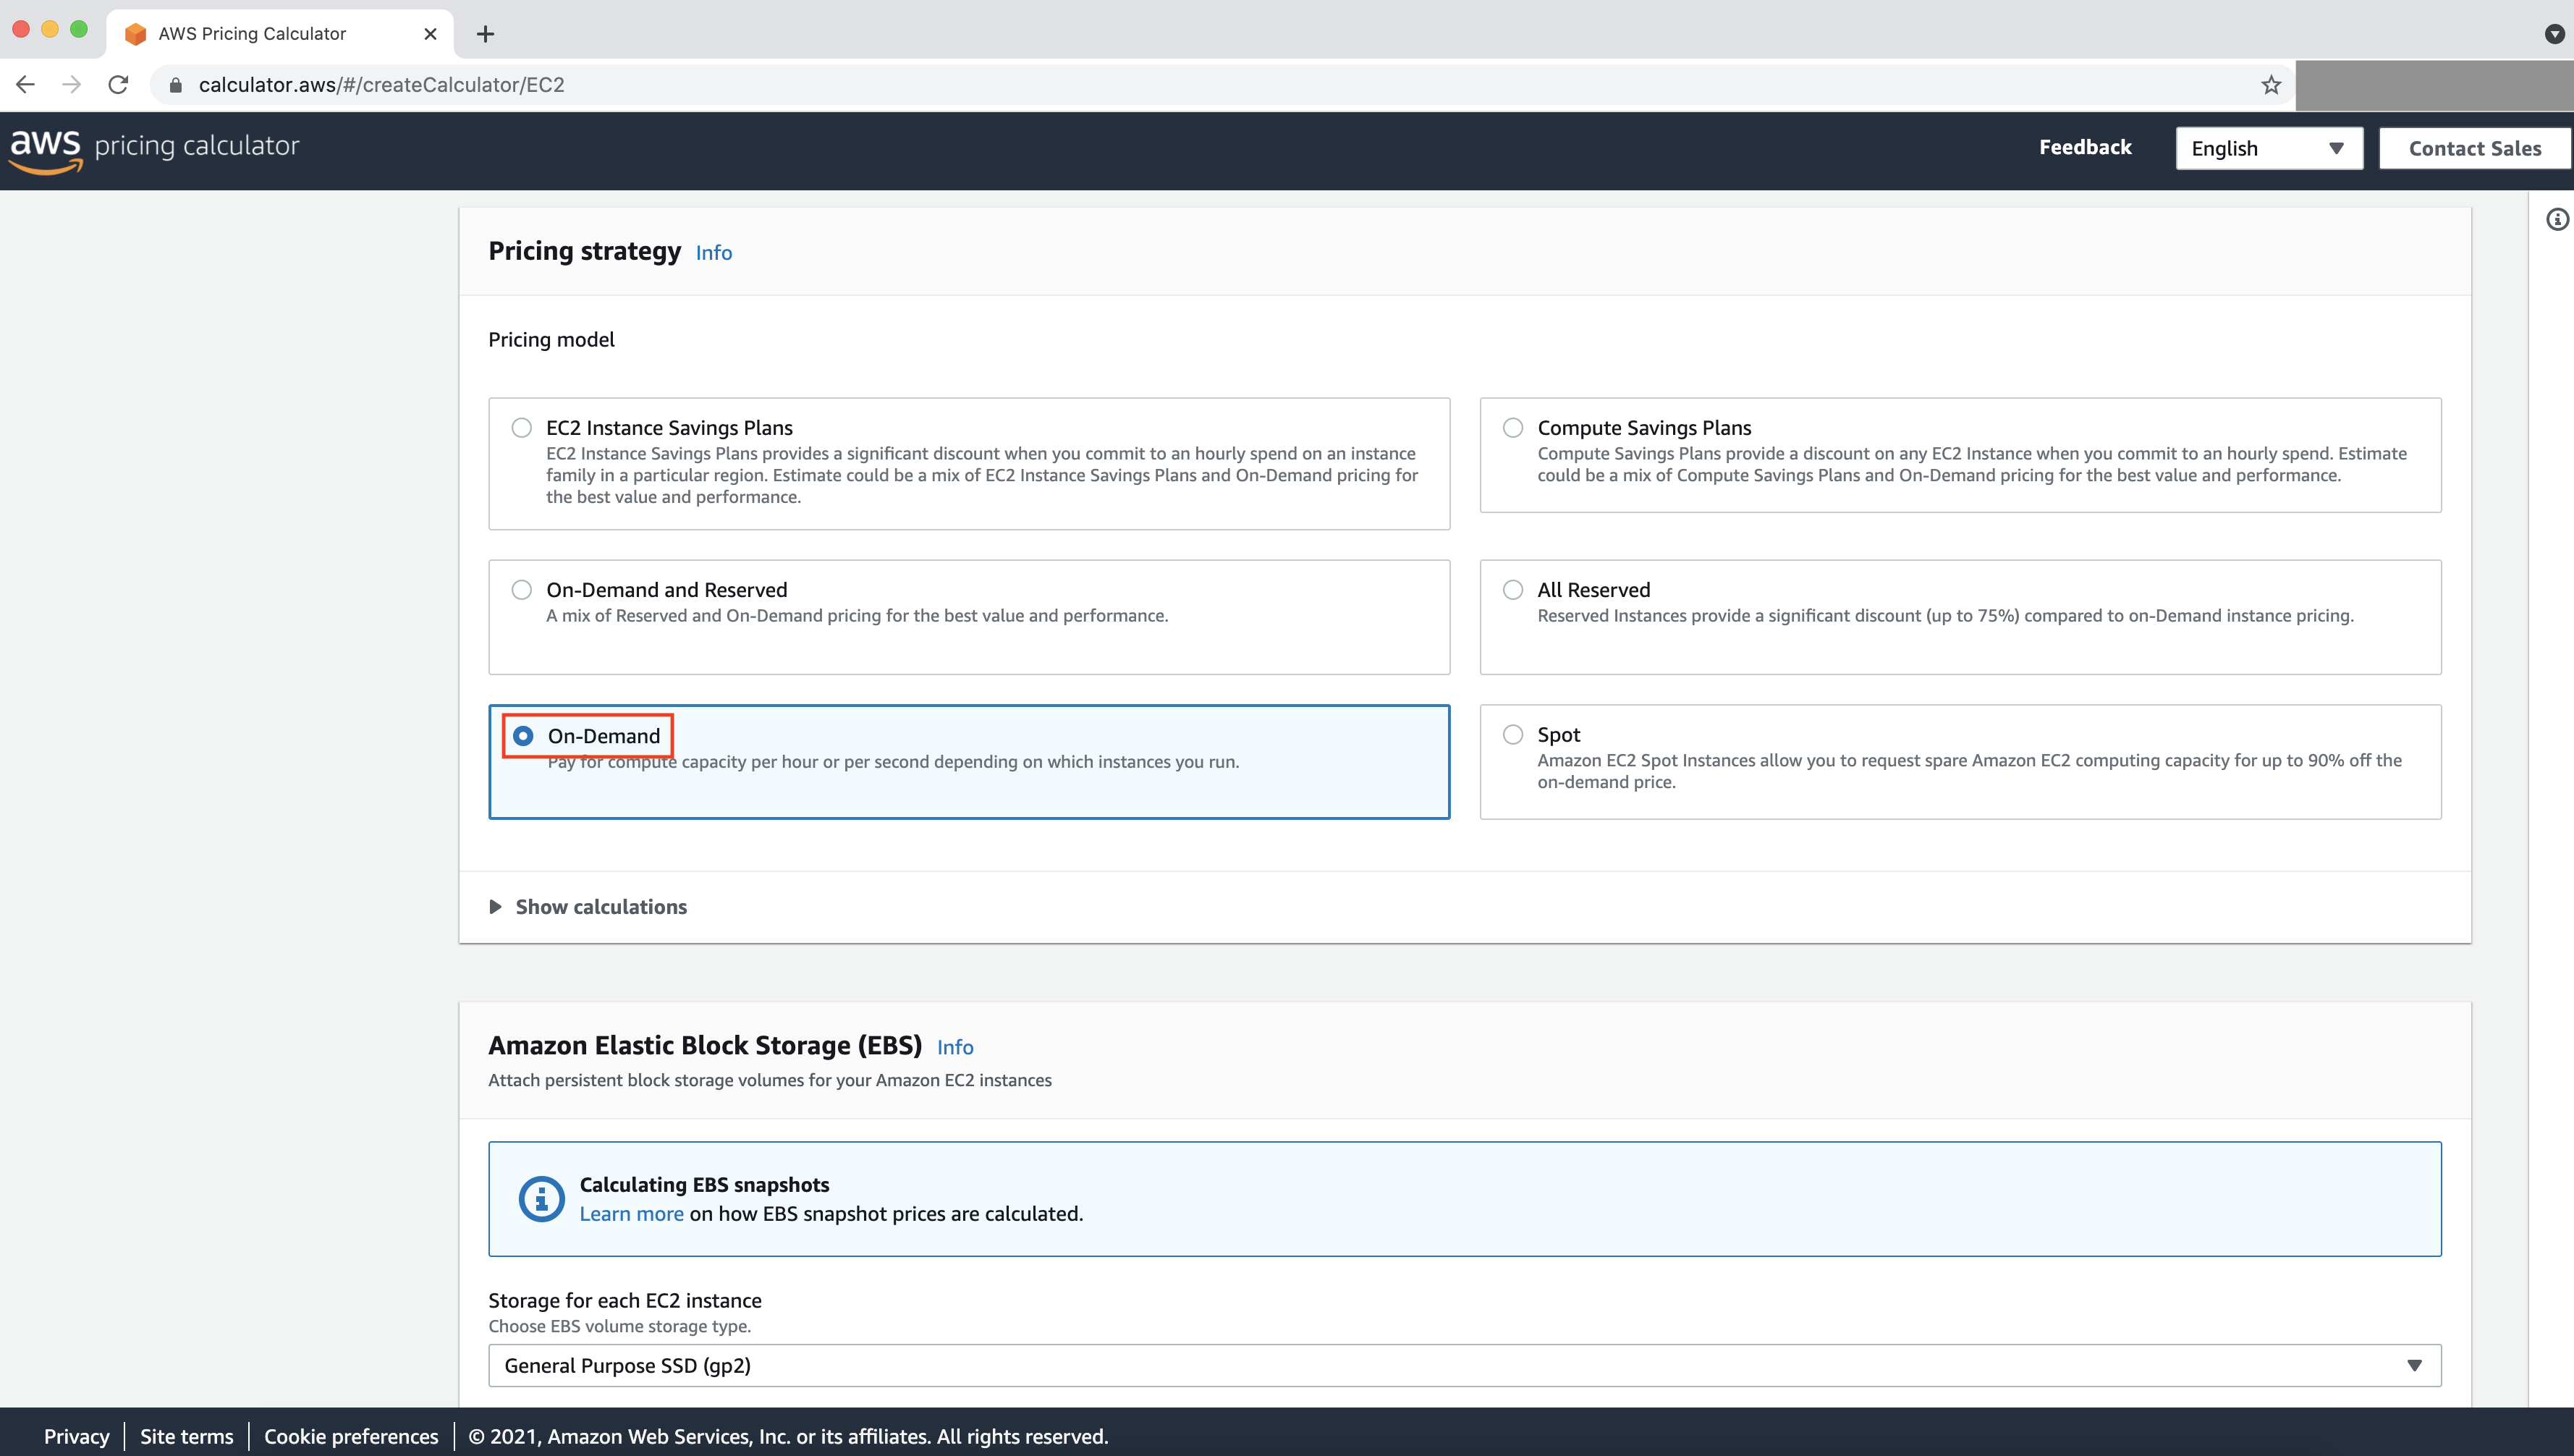 AWS Pricing Calculator
calculator.aws/#/createCalculator/EC2
aws pricing calculator
Feedback
English
Contact Sales
Pricing strategy Info
Pricing model
EC2 Instance Savings Plans
EC2 Instance Savings Plans provides a significant discount when you commit to an hourly spend on an instance
family in a particular region. Estimate could be a mix of EC2 Instance Savings Plans and On-Demand pricing for
the best value and performance.
Compute Savings Plans
Compute Savings Plans provide a discount on any EC2 Instance when you commit to an hourly spend. Estimate
could be a mix of Compute Savings Plans and On-Demand pricing for the best value and performance.
On-Demand and Reserved
A mix of Reserved and On-Demand pricing for the best value and performance.
All Reserved
Reserved Instances provide a significant discount (up to 75%) compared to on-Demand instance pricing.
On-Demand
Pay for compute capacity per hour or per second depending on which instances you run.
Spot
Amazon EC2 Spot Instances allow you to request spare Amazon EC2 computing capacity for up to 90% off the
on-demand price.
Show calculations
Amazon Elastic Block Storage (EBS) Info
Attach persistent block storage volumes for your Amazon EC2 instances
Calculating EBS snapshots
Learn more on how EBS snapshot prices are calculated.
Storage for each EC2 instance
Choose EBS volume storage type.
General Purpose SSD (gp2)
Privacy
Site terms
Cookie preferences
© 2021, Amazon Web Services, Inc. or its affiliates. All rights reserved.